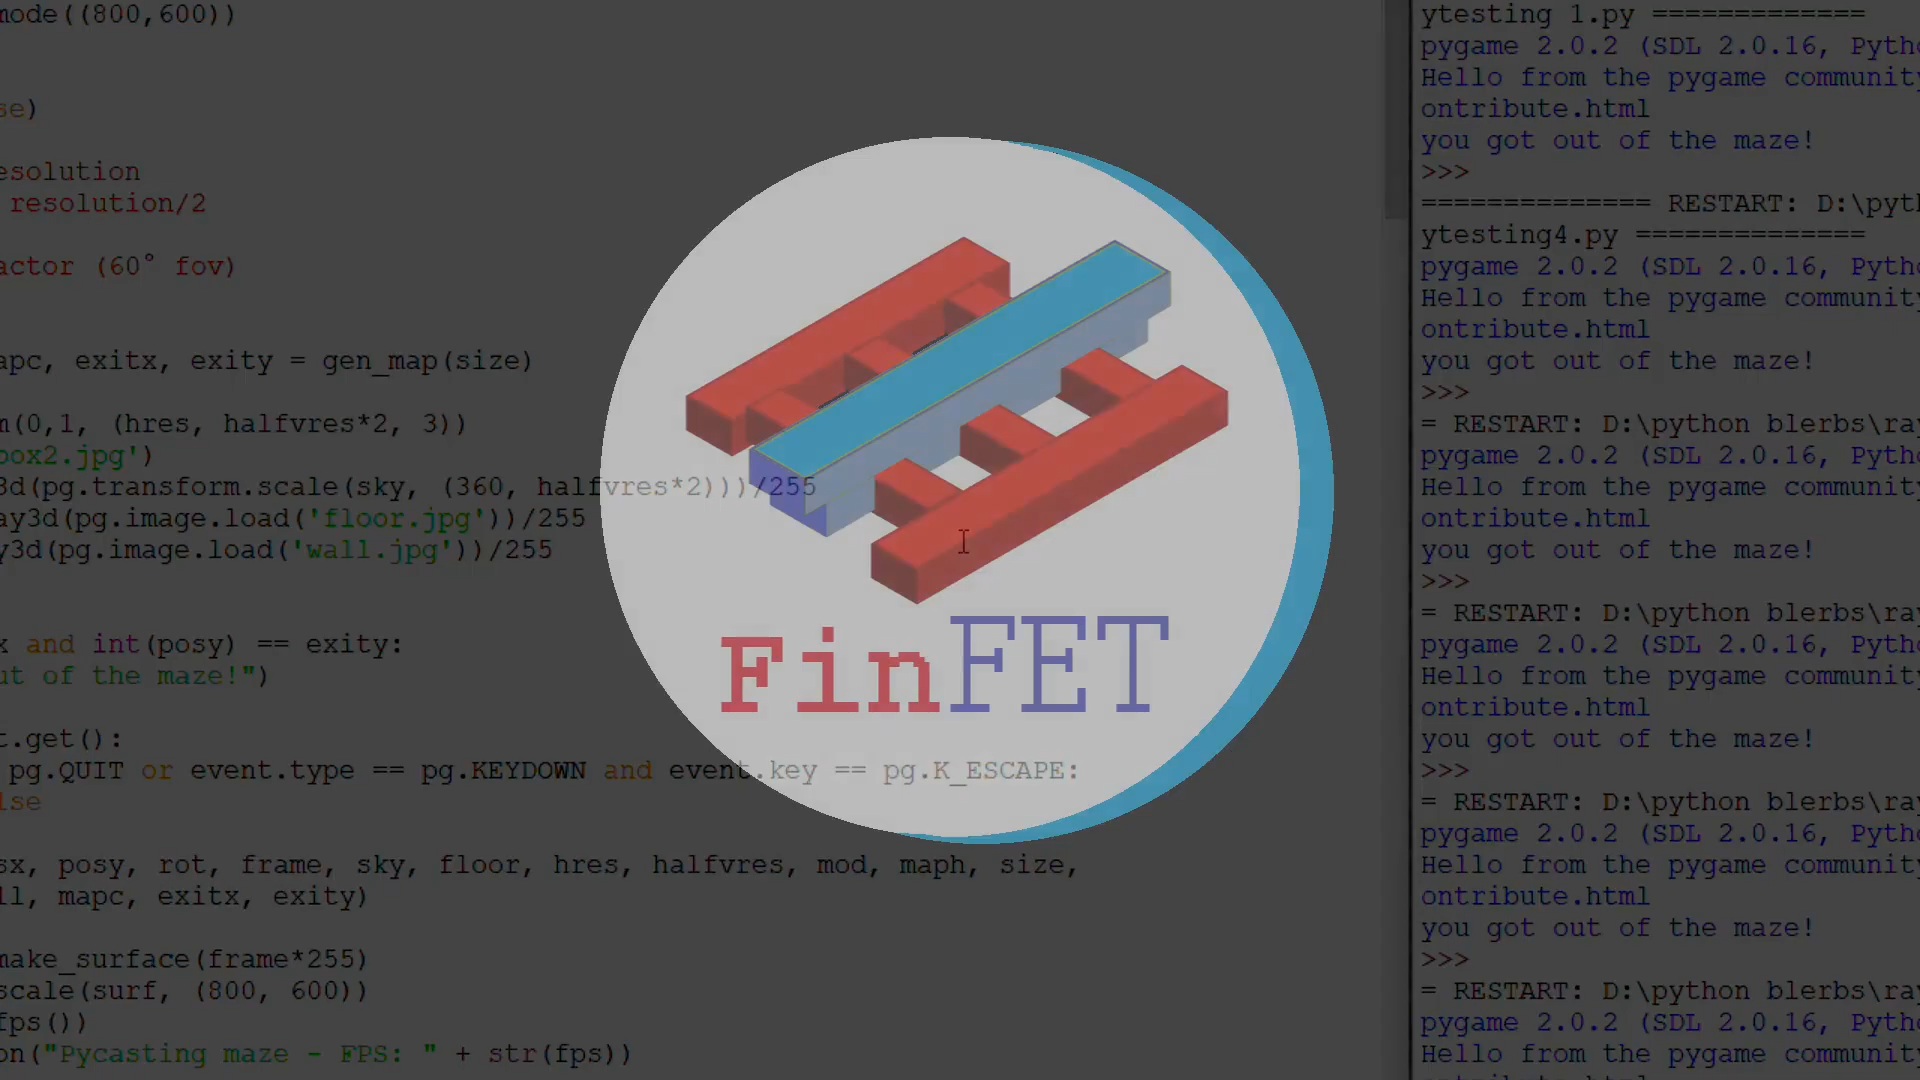 mode((800,600))
se)
esolution
resolution/2
actor (60° fov)
apc, exitx, exity = gen_map(size)
m(0,1, (hres, halfvres*2, 3))
box2.jpg')
3d(pg.transform.scale(sky, (360, halfvres*2)))/255
ay3d(pg.image.load('floor.jpg'))/255
y3d(pg.image.load('wall.jpg'))/255
x and int(posy) == exity:
ut of the maze!")
t.get():
pg.QUIT or event.type == pg.KEYDOWN and event.key == pg.K_ESCAPE:
lse
sx, posy, rot, frame, sky, floor, hres, halfvres, mod, maph, size,
ll, mapc, exitx, exity)
make_surface(frame*255)
scale(surf, (800, 600))
fps())
on("Pycasting maze - FPS: " + str(fps))
FinFET
ytesting 1.py =============
pygame 2.0.2 (SDL 2.0.16, Pytho
Hello from the pygame community
ontribute.html
you got out of the maze!
>>>
============== RESTART: D:\pyth
ytesting4.py ==============
pygame 2.0.2 (SDL 2.0.16, Pytho
Hello from the pygame community
ontribute.html
you got out of the maze!
>>>
= RESTART: D:\python blerbs\ray
pygame 2.0.2 (SDL 2.0.16, Pytho
Hello from the pygame community
ontribute.html
you got out of the maze!
>>>
= RESTART: D:\python blerbs\ray
pygame 2.0.2 (SDL 2.0.16, Pytho
Hello from the pygame community
ontribute.html
you got out of the maze!
>>>
= RESTART: D:\python blerbs\ray
pygame 2.0.2 (SDL 2.0.16, Pytho
Hello from the pygame community
ontribute.html
you got out of the maze!
>>>
= RESTART: D:\python blerbs\ray
pygame 2.0.2 (SDL 2.0.16, Pytho
Hello from the pygame community